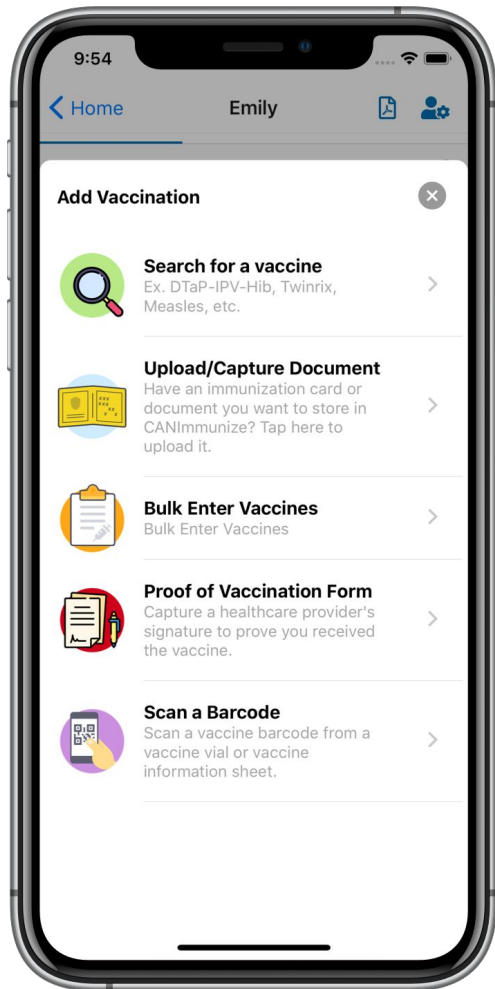 9:54
Home
Emily
Add Vaccination
Search for a vaccine
Ex. DTaP-IPV-Hib, Twinrix,
Measles, etc.
Upload/Capture Document
Have an immunization card or
document you want to store in
CANImmunize? Tap here to
upload it.
Bulk Enter Vaccines
Bulk Enter Vaccines
Proof of Vaccination Form
Capture a healthcare provider's
signature to prove you received
the vaccine.
Scan a Barcode
Scan a vaccine barcode from a
vaccine vial or vaccine
information sheet.